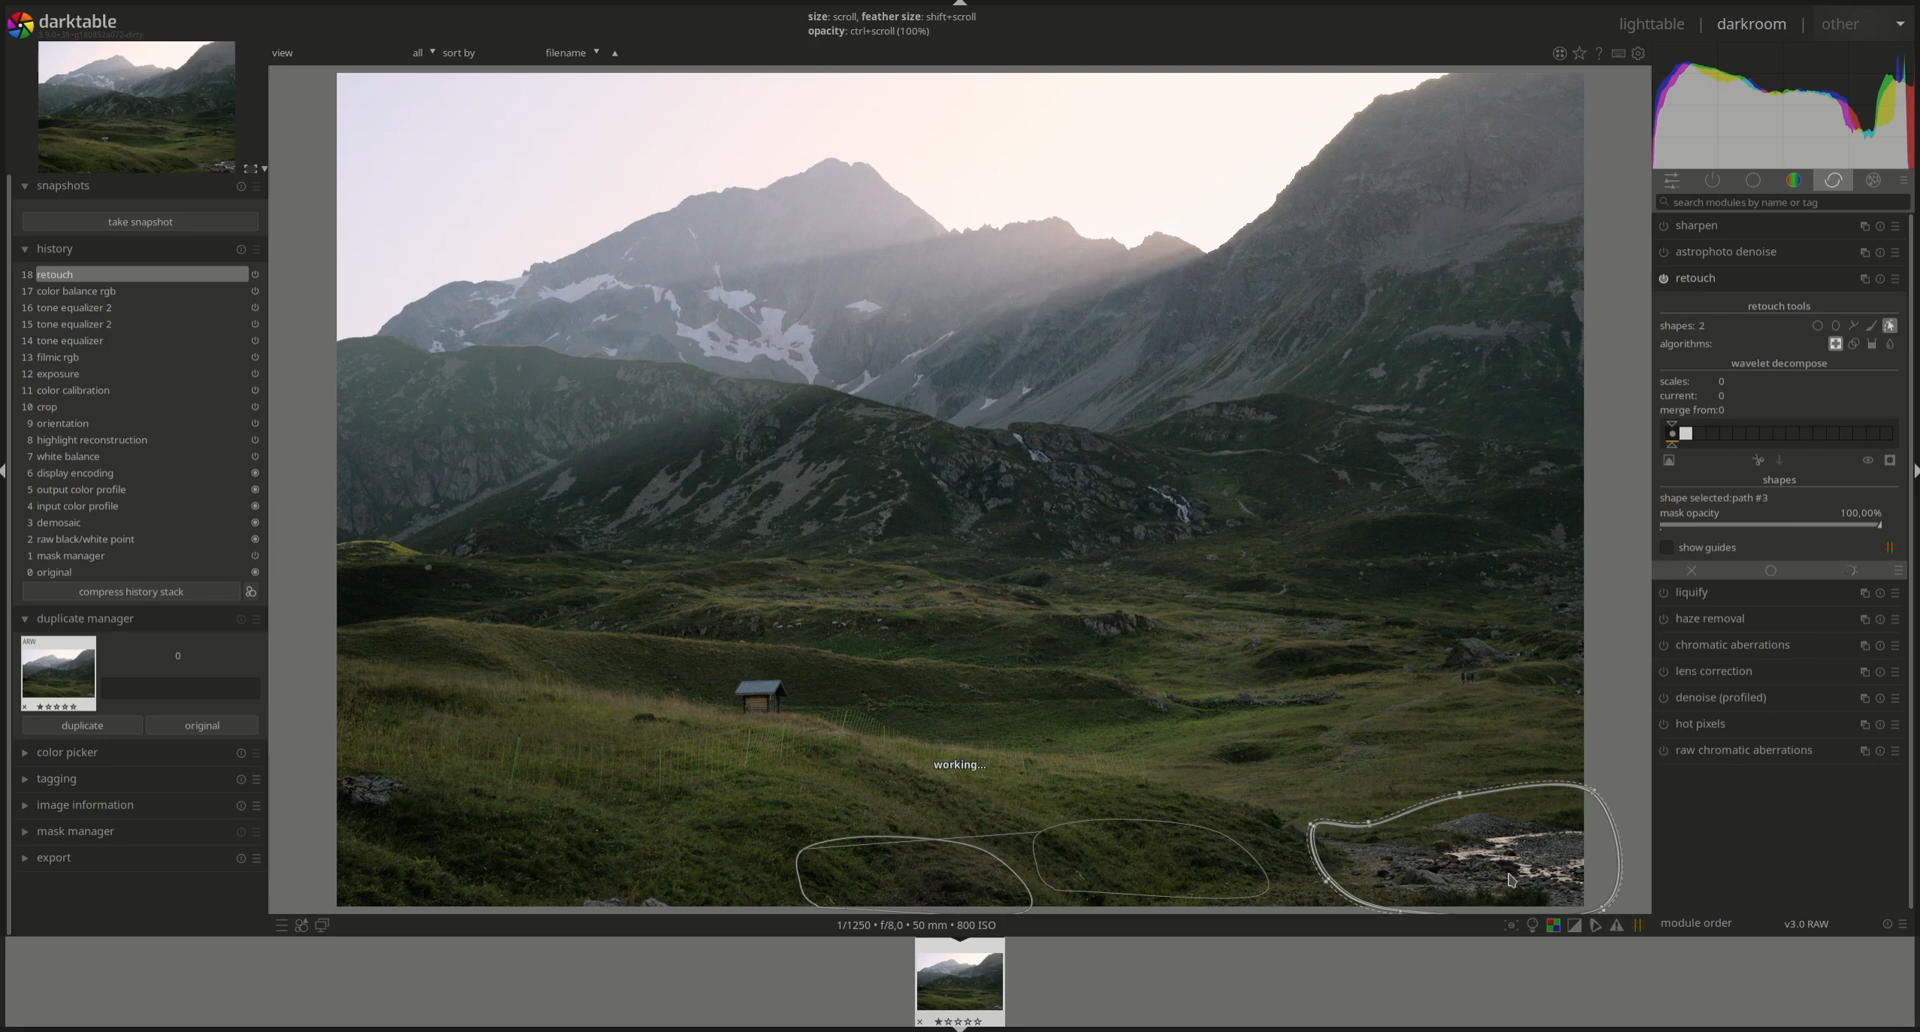 darktable
size: scroll, feather size: shift+scroll
opacity: ctrl+scroll (100%)
lighttable | darkroom | other
view
all
sort by
filename
snapshots
take snapshot
history
18 retouch
17 color balance rgb
16 tone equalizer 2
15 tone equalizer 2
14 tone equalizer
13 filmic rgb
12 exposure
11 color calibration
10 crop
9 orientation
8 highlight reconstruction
7 white balance
6 display encoding
5 output color profile
4 input color profile
3 demosaic
2 raw black/white point
1 mask manager
0 original
compress history stack
duplicate manager
ARW
0
duplicate
original
color picker
tagging
image information
mask manager
export
working...
1/1250 • f/8,0 • 50 mm • 800 ISO
search modules by name or tag
sharpen
astrophoto denoise
retouch
retouch tools
shapes: 2
algorithms:
wavelet decompose
scales: 0
current: 0
merge from:0
shapes
shape selected:path #3
mask opacity 100,00%
show guides
liquify
haze removal
chromatic aberrations
lens correction
denoise (profiled)
hot pixels
raw chromatic aberrations
module order v3.0 RAW